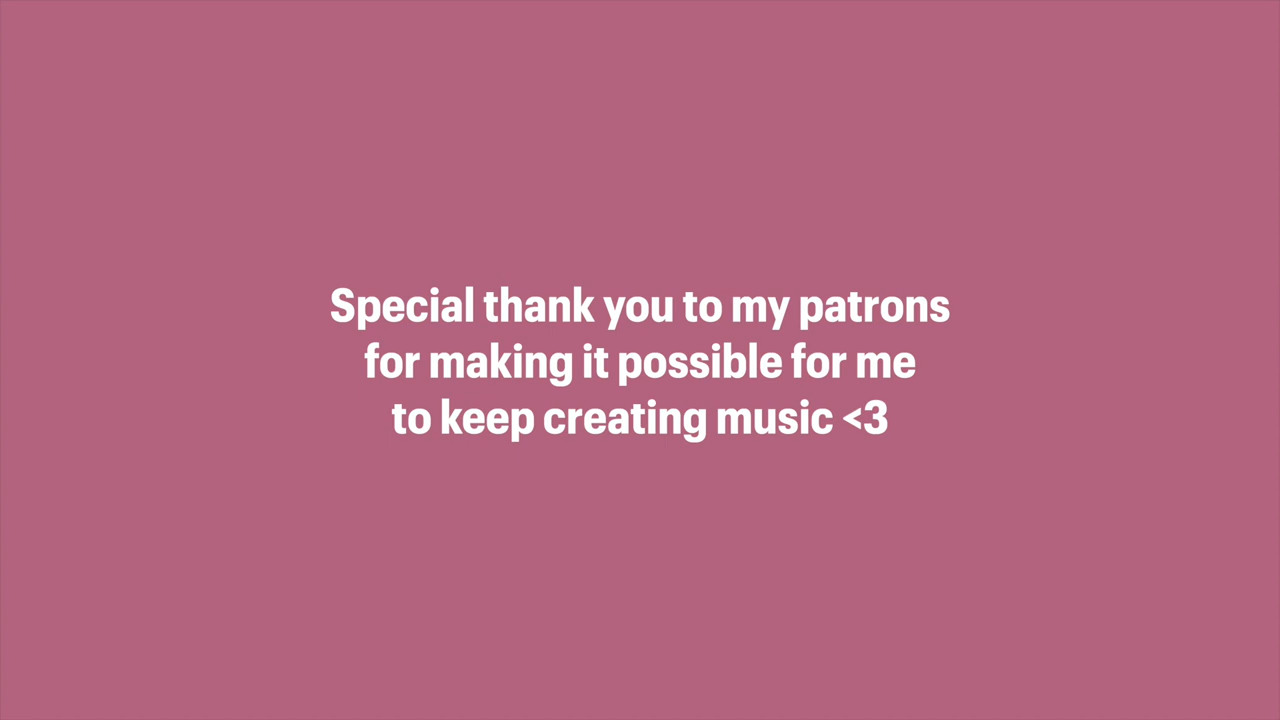 Special thank you to my patrons
for making it possible for me
to keep creating music <3